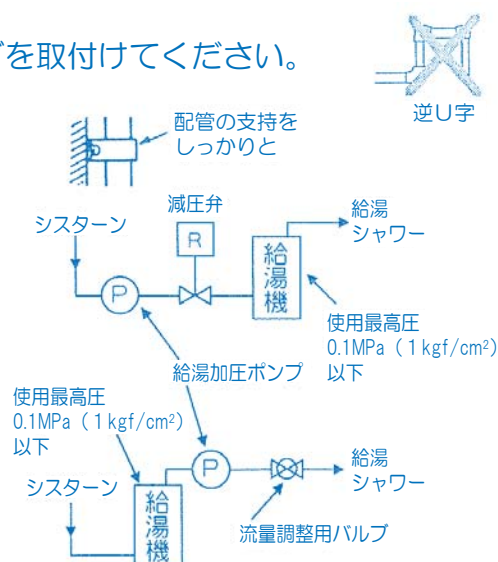 ブを取付けてください。
逆U字
配管の支持を
しっかりと
減圧弁
シスターン
R
給湯
シャワー
P
給湯機
使用最高圧
0.1MPa（1kgf/cm²）
以下
給湯加圧ポンプ
使用最高圧
0.1MPa（1kgf/cm²）
以下
P
給湯
シャワー
シスターン
給湯機
流量調整用バルブ